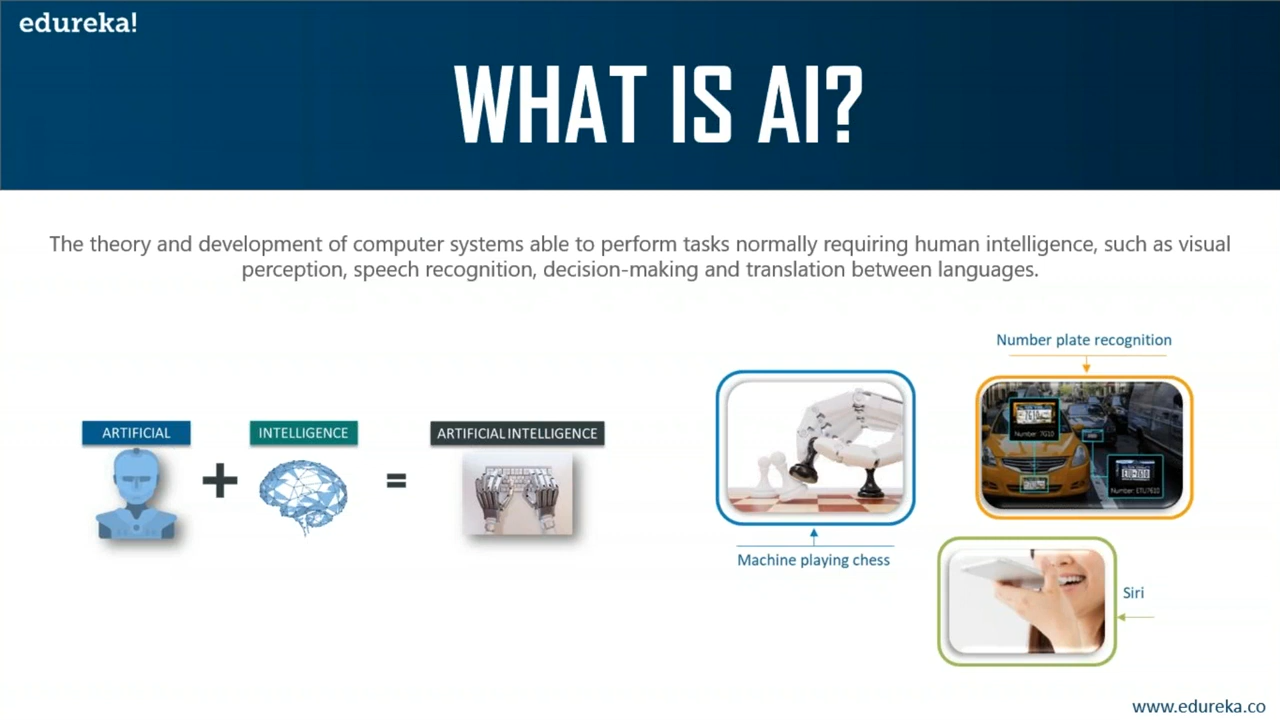 edureka!
WHAT IS AI?
The theory and development of computer systems able to perform tasks normally requiring human intelligence, such as visual
perception, speech recognition, decision-making and translation between languages.
ARTIFICIAL
INTELLIGENCE
ARTIFICIAL INTELLIGENCE
+
=
Machine playing chess
Number plate recognition
Siri
www.edureka.co